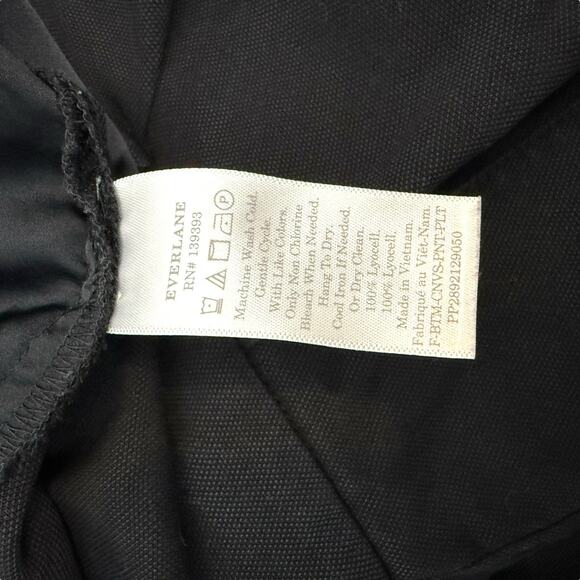 EVERLANE
RN# 139393
P
Machine Wash Cold.
Gentle Cycle.
With Like Colors.
Only Non Chlorine
Bleach When Needed.
Hang To Dry.
Cool Iron If Needed.
Or Dry Clean.
100% Lyocell.
100% Lyocell.
Made in Vietnam.
Fabriqué au Viêt-Nam.
F-BTM-CNVS-PNT-PLT
PP2892129050